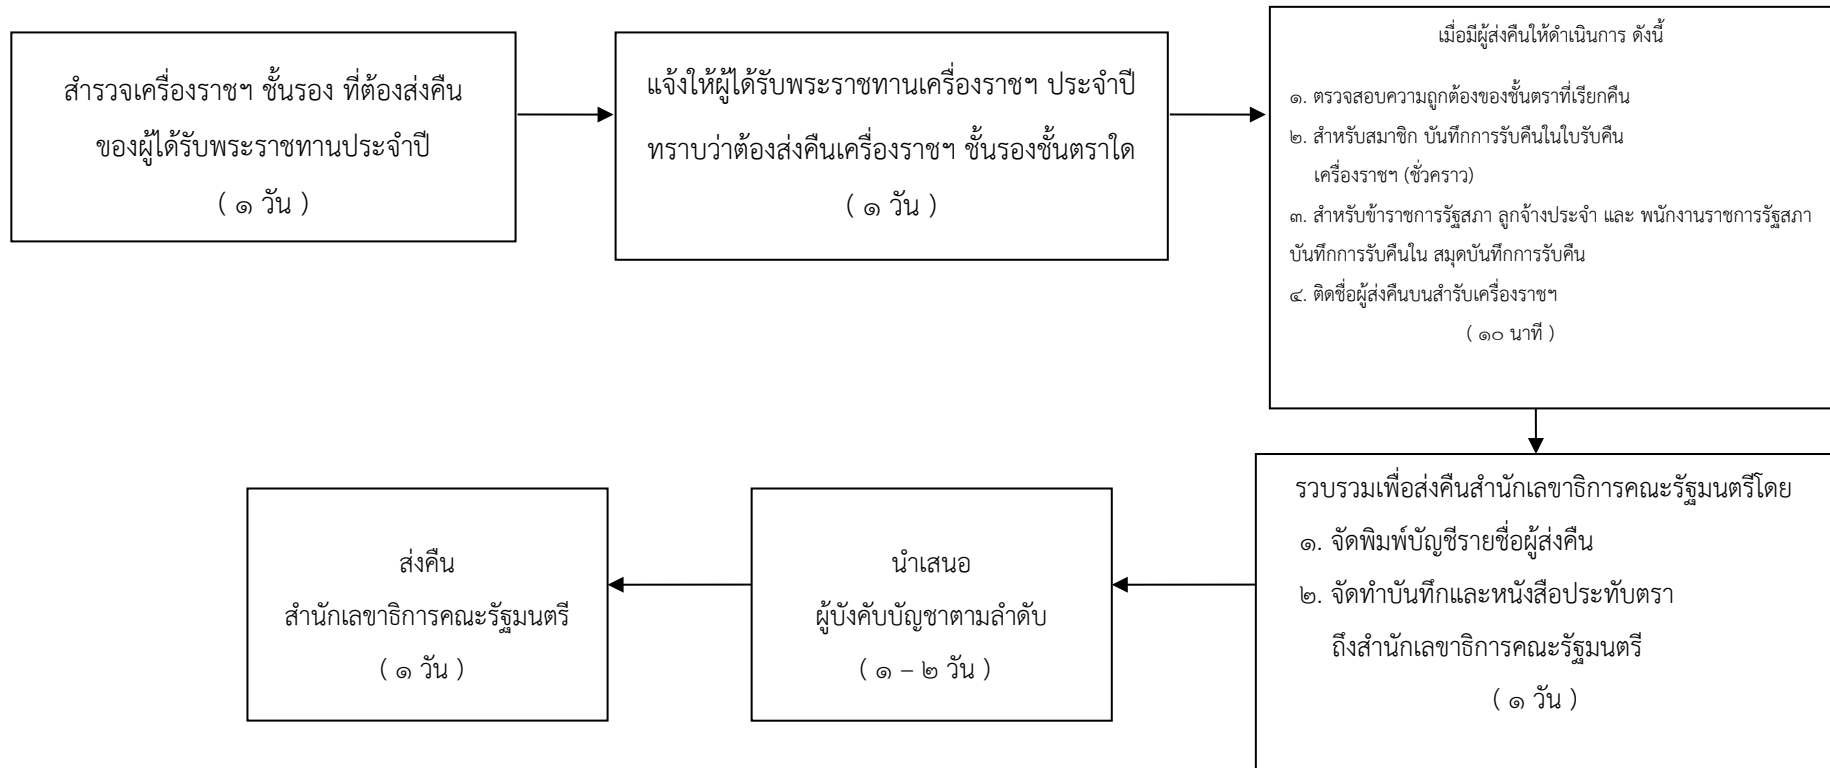 สำรวจเครื่องราชฯ ชั้นรอง ที่ต้องส่งคืน
ของผู้ได้รับพระราชทานประจำปี
( ๑ วัน )
แจ้งให้ผู้ได้รับพระราชทานเครื่องราชฯ ประจำปี
ทราบว่าต้องส่งคืนเครื่องราชฯ ชั้นรองชั้นตราใด
( ๑ วัน )
เมื่อมีผู้ส่งคืนให้ดำเนินการ ดังนี้
๑. ตรวจสอบความถูกต้องของชั้นตราที่เรียกคืน
๒. สำหรับสมาชิก บันทึกการรับคืนในใบรับคืน
เครื่องราชฯ (ชั่วคราว)
๓. สำหรับข้าราชการรัฐสภา ลูกจ้างประจำ และ พนักงานราชการรัฐสภา
บันทึกการรับคืนใน สมุดบันทึกการรับคืน
๔. ติดชื่อผู้ส่งคืนบนสำรับเครื่องราชฯ
( ๑๐ นาที )
รวบรวมเพื่อส่งคืนสำนักเลขาธิการคณะรัฐมนตรีโดย
๑. จัดพิมพ์บัญชีรายชื่อผู้ส่งคืน
๒. จัดทำบันทึกและหนังสือประทับตรา
ถึงสำนักเลขาธิการคณะรัฐมนตรี
( ๑ วัน )
นำเสนอ
ผู้บังคับบัญชาตามลำดับ
( ๑ – ๒ วัน )
ส่งคืน
สำนักเลขาธิการคณะรัฐมนตรี
( ๑ วัน )